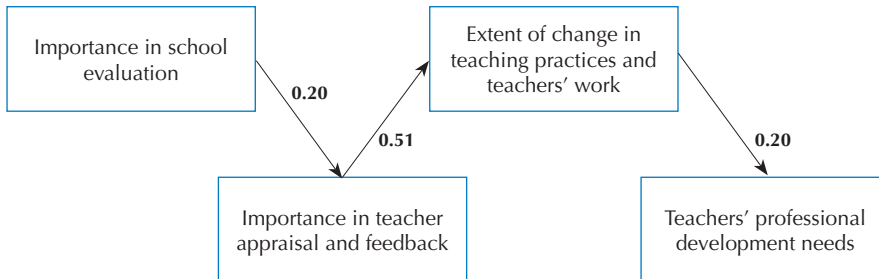 Importance in school
evaluation
0.20
Importance in teacher
appraisal and feedback
0.51
Extent of change in
teaching practices and
teachers’ work
0.20
Teachers’ professional
development needs